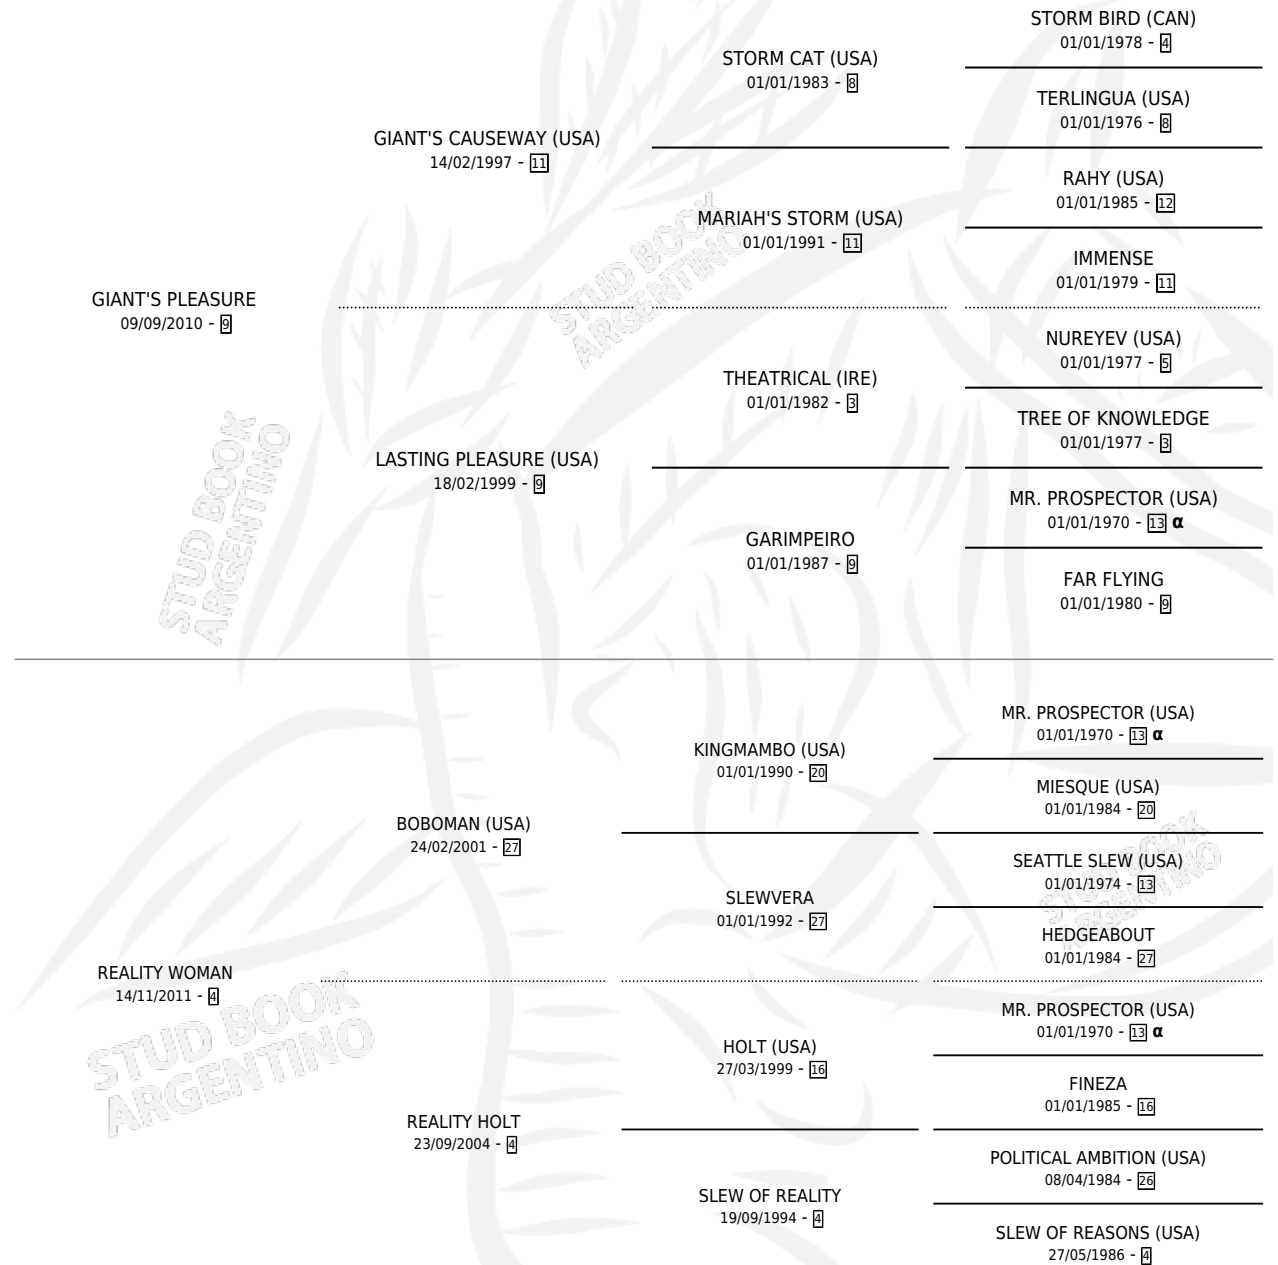 STORM BIRD (CAN)
01/01/1978 - 4
STORM CAT (USA)
01/01/1983 - 8
TERLINGUA (USA)
01/01/1976 - 8
GIANT'S CAUSEWAY (USA)
14/02/1997 - 11
RAHY (USA)
01/01/1985 - 12
MARIAH'S STORM (USA)
01/01/1991 - 11
IMMENSE
01/01/1979 - 11
GIANT'S PLEASURE
09/09/2010 - 9
NUREYEV (USA)
01/01/1977 - 5
THEATRICAL (IRE)
01/01/1982 - 3
TREE OF KNOWLEDGE
01/01/1977 - 3
LASTING PLEASURE (USA)
18/02/1999 - 9
MR. PROSPECTOR (USA)
01/01/1970 - 13 α
GARIMPEIRO
01/01/1987 - 9
FAR FLYING
01/01/1980 - 9
MR. PROSPECTOR (USA)
01/01/1970 - 13 α
KINGMAMBO (USA)
01/01/1990 - 20
MIESQUE (USA)
01/01/1984 - 20
BOBOMAN (USA)
24/02/2001 - 27
SEATTLE SLEW (USA)
01/01/1974 - 13
SLEWVERA
01/01/1992 - 27
HEDGEABOUT
01/01/1984 - 27
REALITY WOMAN
14/11/2011 - 4
MR. PROSPECTOR (USA)
01/01/1970 - 13 α
HOLT (USA)
27/03/1999 - 16
FINEZA
01/01/1985 - 16
REALITY HOLT
23/09/2004 - 4
POLITICAL AMBITION (USA)
08/04/1984 - 26
SLEW OF REALITY
19/09/1994 - 4
SLEW OF REASONS (USA)
27/05/1986 - 4
STUD BOOK
ARGENTINO
STUD BOOK
ARGENTINO
STUD BOOK
ARGENTINO
STUD BOOK
ARGENTINO